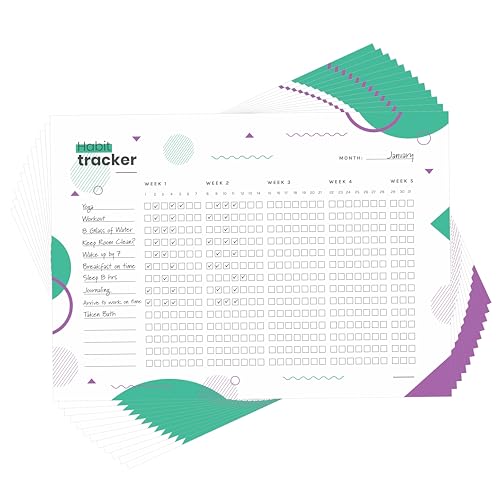 Habit
tracker
MONTH: January
WEEK 1 WEEK 2 WEEK 3 WEEK 4 WEEK 5
1 2 3 4 5 6 7 8 9 10 11 12 13 14 15 16 17 18 19 20 21 22 23 24 25 26 27 28 29 30 31
Yoga
Workout
8 Glass of Water
Keep Room Clean?
Wake up by 7
Breakfast on time
Sleep 8 hrs
Journaling
Arrive to work on time
Taken Bath